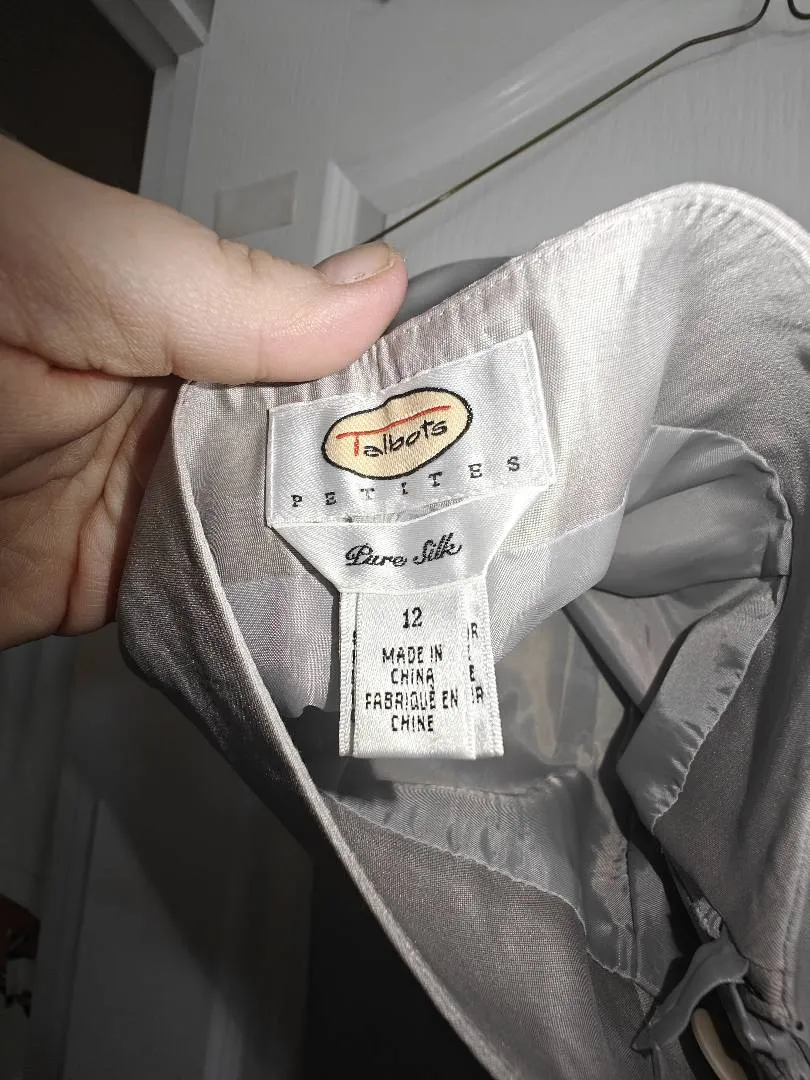 Talbots
PETITES
Pure Silk
12
MADE IN
CHINA
FABRIQUÉ EN
CHINE